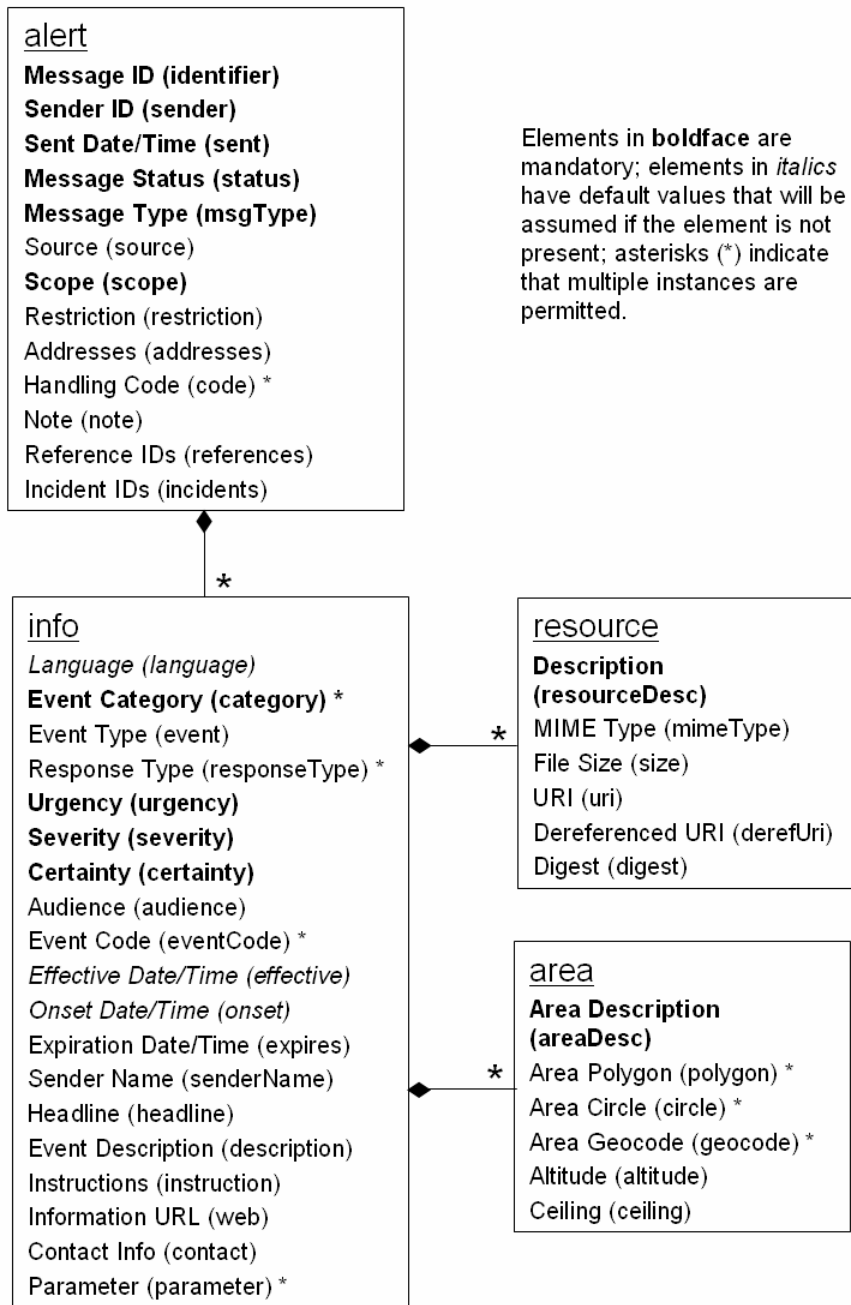 alert
Message ID (identifier)
Sender ID (sender)
Sent Date/Time (sent)
Message Status (status)
Message Type (msgType)
Source (source)
Scope (scope)
Restriction (restriction)
Addresses (addresses)
Handling Code (code) *
Note (note)
Reference IDs (references)
Incident IDs (incidents)
Elements in boldface are
mandatory; elements in italics
have default values that will be
assumed if the element is not
present; asterisks (*) indicate
that multiple instances are
permitted.
*
info
Language (language)
Event Category (category) *
Event Type (event)
Response Type (responseType) *
Urgency (urgency)
Severity (severity)
Certainty (certainty)
Audience (audience)
Event Code (eventCode) *
Effective Date/Time (effective)
Onset Date/Time (onset)
Expiration Date/Time (expires)
Sender Name (senderName)
Headline (headline)
Event Description (description)
Instructions (instruction)
Information URL (web)
Contact Info (contact)
Parameter (parameter) *
*
resource
Description
(resourceDesc)
MIME Type (mimeType)
File Size (size)
URI (uri)
Dereferenced URI (derefUri)
Digest (digest)
*
area
Area Description
(areaDesc)
Area Polygon (polygon) *
Area Circle (circle) *
Area Geocode (geocode) *
Altitude (altitude)
Ceiling (ceiling)